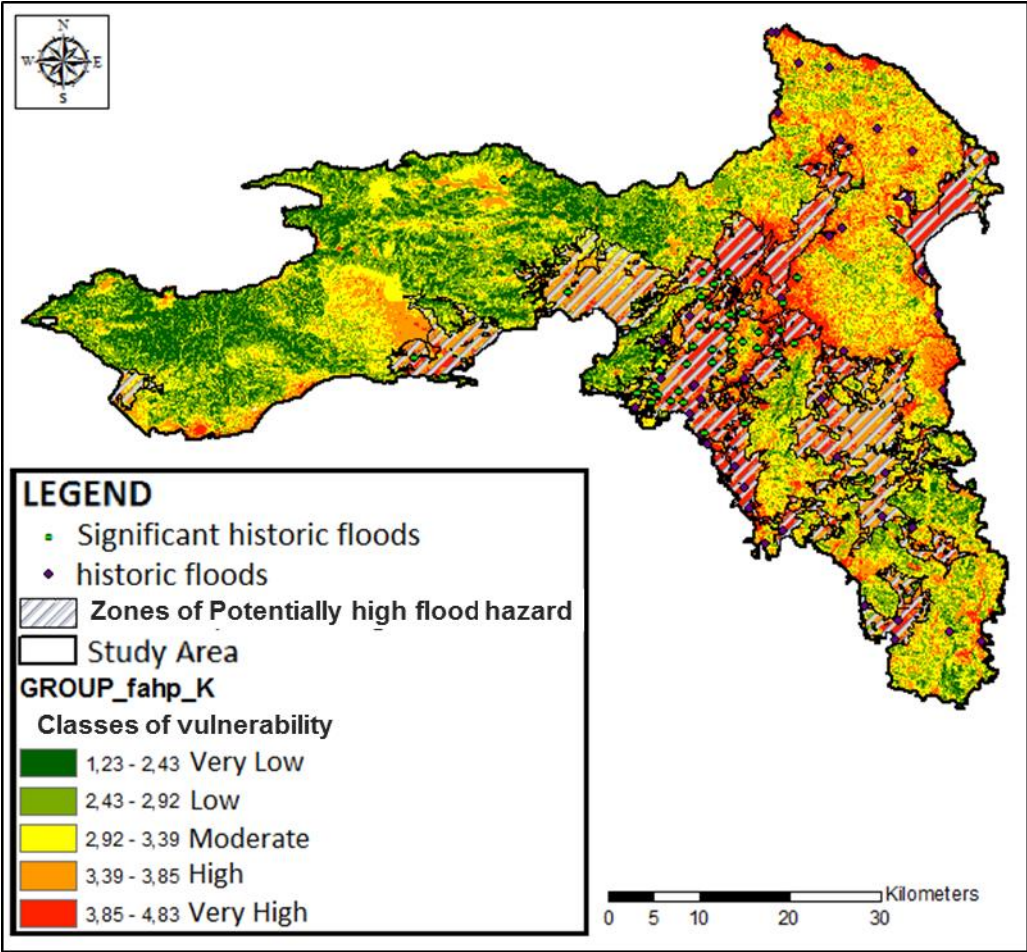 N
W E
S
LEGEND
Significant historic floods
historic floods
Zones of Potentially high flood hazard
Study Area
GROUP_fahp_K
Classes of vulnerability
1,23 - 2,43 Very Low
2,43 - 2,92 Low
2,92 - 3,39 Moderate
3,39 - 3,85 High
3,85 - 4,83 Very High
Kilometers
0 5 10 20 30